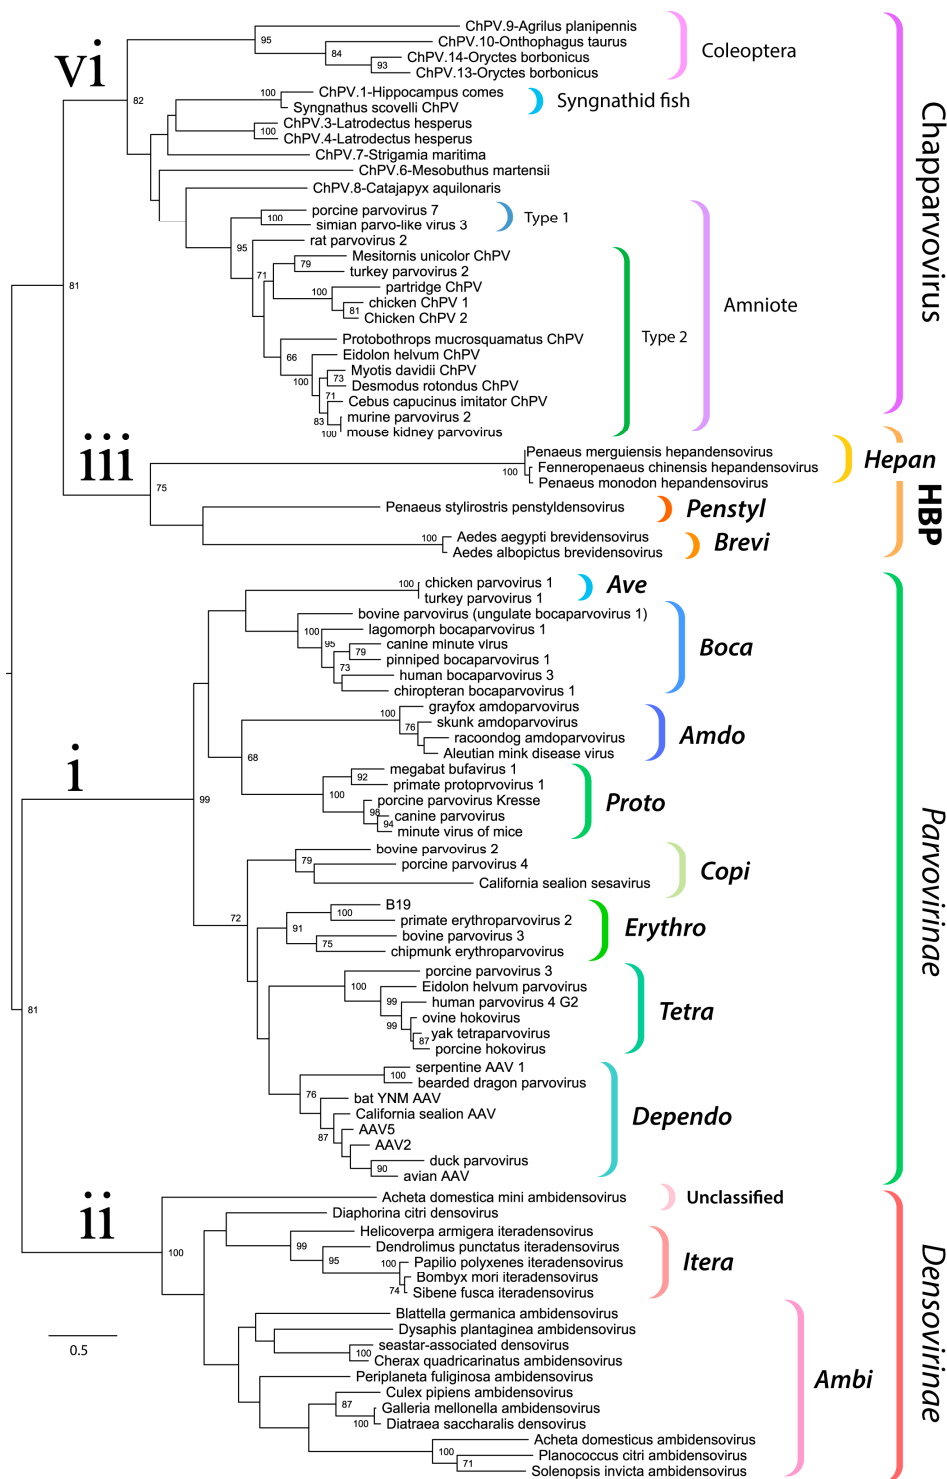 vi
95
ChPV.9-Agrilus planipennis
ChPV.10-Onthophagus taurus
84
ChPV.14-Oryctes borbonicus
93
ChPV.13-Oryctes borbonicus
Coleoptera
82
100
ChPV.1-Hippocampus comes
Syngnathus scovelli ChPV
Syngnathid fish
ChPV.3-Latrodectus hesperus
100
ChPV.4-Latrodectus hesperus
ChPV.7-Strigamia maritima
ChPV.6-Mesobuthus martensii
ChPV.8-Catajapyx aquilonaris
porcine parvovirus 7
100
simian parvo-like virus 3
Type 1
95
rat parvovirus 2
Mesitornis unicolor ChPV
79
turkey parvovirus 2
71
partridge ChPV
100
chicken ChPV 1
81
Chicken ChPV 2
Protobothrops mucrosquamatus ChPV
66
Eidolon helvum ChPV
100
Myotis davidii ChPV
73
Desmodus rotondus ChPV
71
Cebus capucinus imitator ChPV
83
murine parvovirus 2
100
mouse kidney parvovirus
Type 2
Amniote
Chapparvovirus
81
iii
75
Penaeus merguiensis hepandensovirus
100
Fenneropenaeus chinensis hepandensovirus
Penaeus monodon hepandensovirus
Hepan
Penaeus stylirostris penstyldensovirus
Penstyl
100
Aedes aegypti brevidensovirus
Aedes albopictus brevidensovirus
Brevi
HBP
i
99
100
chicken parvovirus 1
turkey parvovirus 1
Ave
bovine parvovirus (ungulate bocaparvovirus 1)
100
lagomorph bocaparvovirus 1
95
canine minute virus
79
pinniped bocaparvovirus 1
73
human bocaparvovirus 3
chiropteran bocaparvovirus 1
Boca
68
grayfox amdoparvovirus
100
skunk amdoparvovirus
76
racoondog amdoparvovirus
Aleutian mink disease virus
Amdo
megabat bufavirus 1
92
primate protoprvovirus 1
100
porcine parvovirus Kresse
98
canine parvovirus
94
minute virus of mice
Proto
72
bovine parvovirus 2
79
porcine parvovirus 4
California sealion sesavirus
Copi
B19
100
primate erythroparvovirus 2
91
bovine parvovirus 3
75
chipmunk erythroparvovirus
Erythro
porcine parvovirus 3
100
Eidolon helvum parvovirus
99
human parvovirus 4 G2
99
ovine hokovirus
87
yak tetraparvovirus
porcine hokovirus
Tetra
serpentine AAV 1
100
bearded dragon parvovirus
76
bat YNM AAV
California sealion AAV
87
AAV5
AAV2
duck parvovirus
90
avian AAV
Dependo
Parvovirinae
81
ii
100
Acheta domestica mini ambidensovirus
Unclassified
Diaphorina citri densovirus
Helicoverpa armigera iteradensovirus
99
Dendrolimus punctatus iteradensovirus
95
100
Papilio polyxenes iteradensovirus
Bombyx mori iteradensovirus
74
Sibene fusca iteradensovirus
Itera
Blattella germanica ambidensovirus
Dysaphis plantaginea ambidensovirus
seastar-associated densovirus
100
Cherax quadricarinatus ambidensovirus
Periplaneta fuliginosa ambidensovirus
Culex pipiens ambidensovirus
87
Galleria mellonella ambidensovirus
100
Diatraea saccharalis densovirus
Acheta domesticus ambidensovirus
100
Planococcus citri ambidensovirus
71
Solenopsis invicta ambidensovirus
Ambi
Densovirinae
0.5